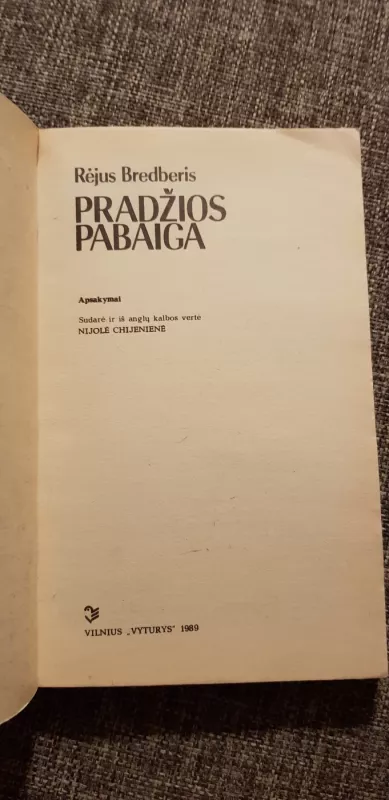 Rėjus Bredberis
PRADŽIOS
PABAIGA
Apsakymai
Sudarė ir iš anglų kalbos vertė
NIJOLĖ CHIJENIENĖ
VILNIUS „VYTURYS“ 1989